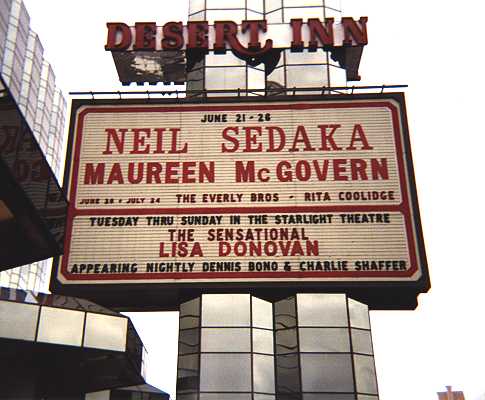 DESERT INN
JUNE 21 - 26
NEIL SEDAKA
MAUREEN McGOVERN
JUNE 28 - JULY 24 THE EVERLY BROS - RITA COOLIDGE
TUESDAY THRU SUNDAY IN THE STARLIGHT THEATRE
THE SENSATIONAL
LISA DONOVAN
APPEARING NIGHTLY DENNIS BONO & CHARLIE SHAFFER